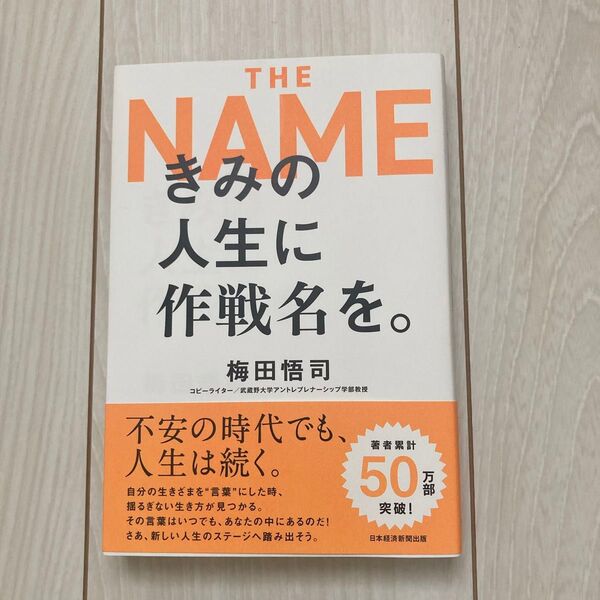 THE
NAME
きみの
人生に
作戦名を。
梅田悟司
コピーライター／武蔵野大学アントレプレナーシップ学部教授
不安の時代でも、
人生は続く。
自分の生きざまを“言葉”にした時、
揺るぎない生き方が見つかる。
その言葉はいつでも、あなたの中にあるのだ!
さあ、新しい人生のステージへ踏み出そう。
著者累計
50万部
突破!
日本経済新聞出版